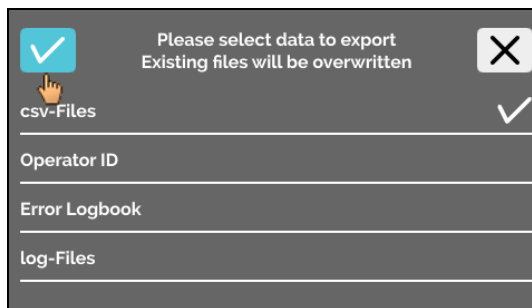 Please select data to export
Existing files will be overwritten
csv-Files
Operator ID
Error Logbook
log-Files